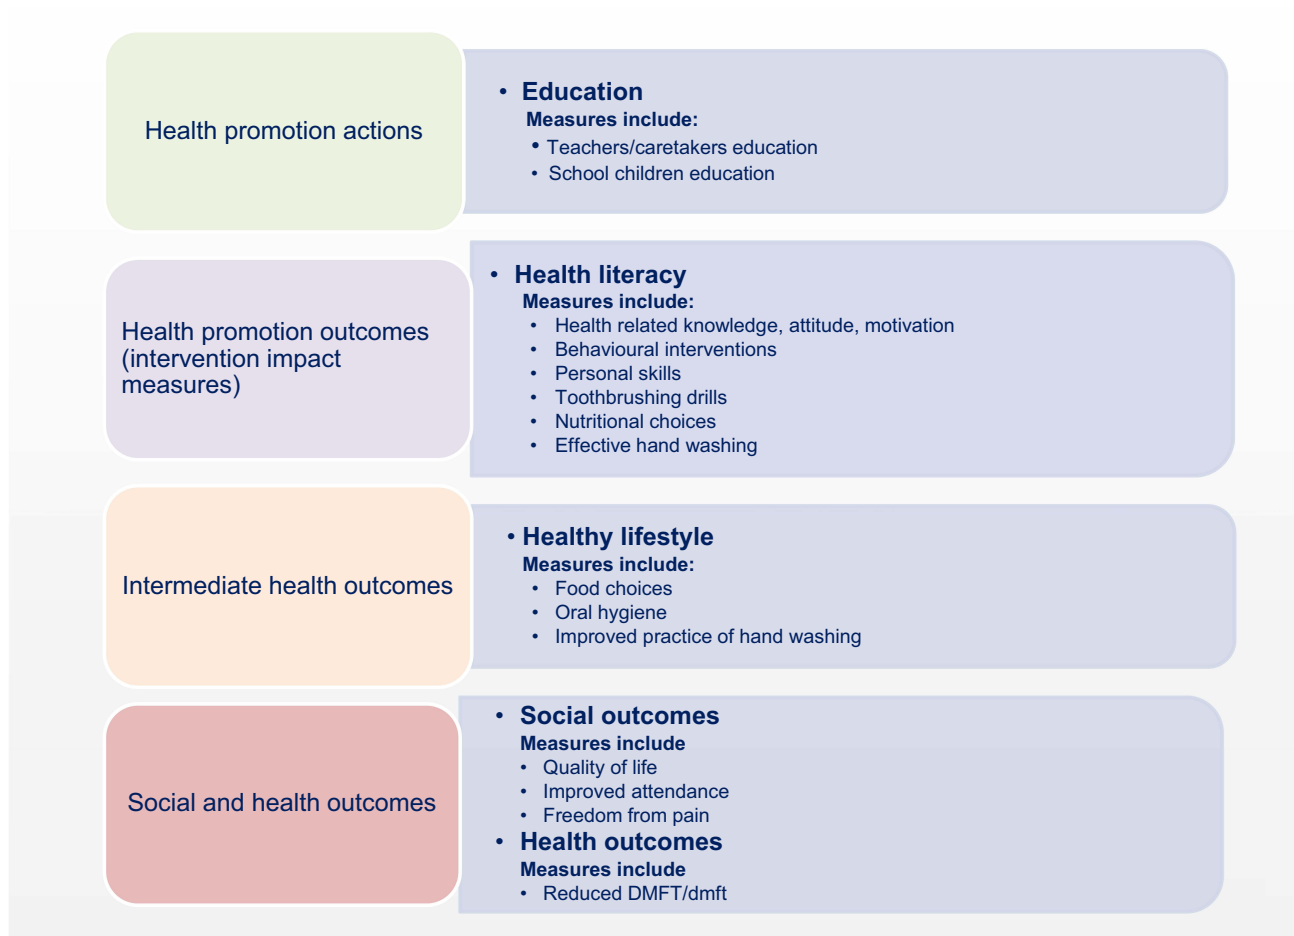 Health promotion actions
• Education
Measures include:
• Teachers/caretakers education
• School children education
Health promotion outcomes
(intervention impact
measures)
• Health literacy
Measures include:
• Health related knowledge, attitude, motivation
• Behavioural interventions
• Personal skills
• Toothbrushing drills
• Nutritional choices
• Effective hand washing
Intermediate health outcomes
• Healthy lifestyle
Measures include:
• Food choices
• Oral hygiene
• Improved practice of hand washing
Social and health outcomes
• Social outcomes
Measures include
• Quality of life
• Improved attendance
• Freedom from pain
• Health outcomes
Measures include
• Reduced DMFT/dmft